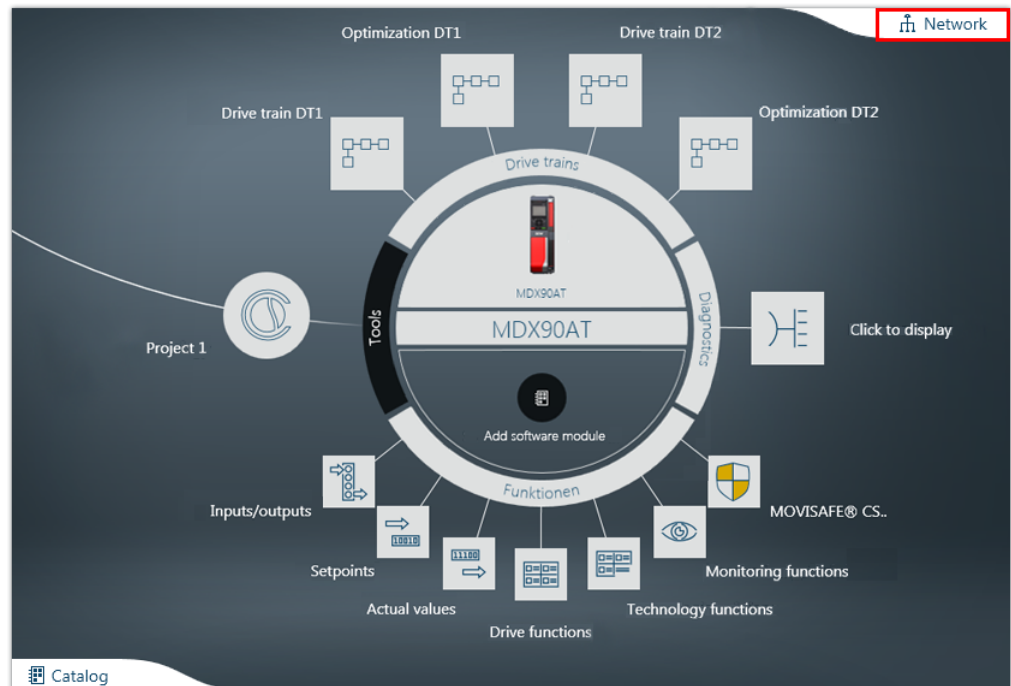 Network
Optimization DT1
Drive train DT2
Drive train DT1
Optimization DT2
Drive trains
MDX90AT
MDX90AT
Tools
Diagnostics
Project 1
Click to display
Add software module
Funktionen
Inputs/outputs
10010
Setpoints
11100
Actual values
Drive functions
Technology functions
Monitoring functions
MOVISAFE® CS..
Catalog